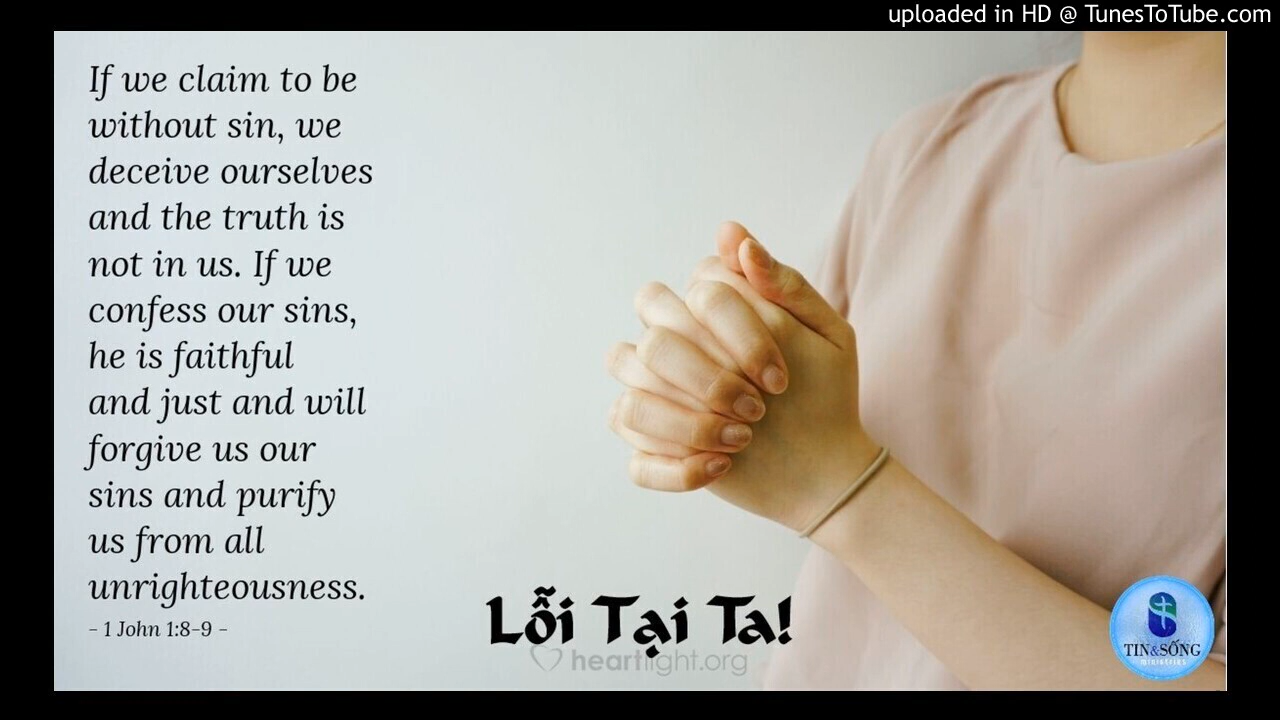 uploaded in HD @ TunesToTube.com
If we claim to be
without sin, we
deceive ourselves
and the truth is
not in us. If we
confess our sins,
he is faithful
and just and will
forgive us our
sins and purify
us from all
unrighteousness.
- 1 John 1:8-9 -
Lỗi Tại Ta!
heartlight.org
TIN&SỐNG
ministries